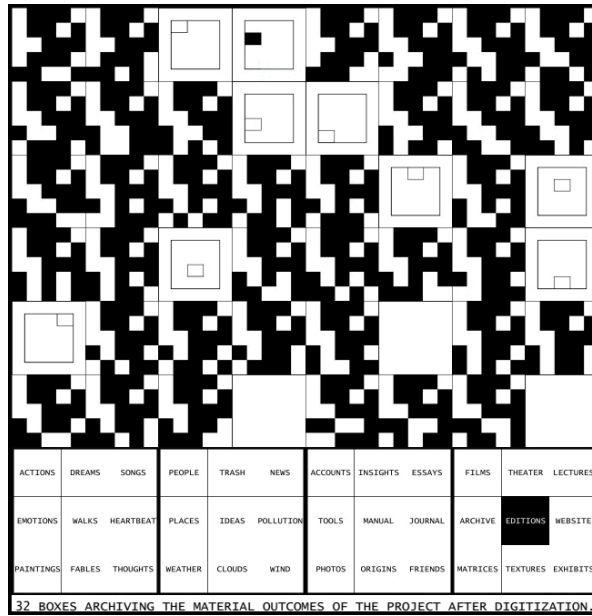 ACTIONS DREAMS SONGS PEOPLE TRASH NEWS ACCOUNTS INSIGHTS ESSAYS FILMS THEATER LECTURES
EMOTIONS WALKS HEARTBEAT PLACES IDEAS POLLUTION TOOLS MANUAL JOURNAL ARCHIVE EDITIONS WEBSITE
PAINTINGS FABLES THOUGHTS WEATHER CLOUDS WIND PHOTOS ORIGINS FRIENDS MATRICES TEXTURES EXHIBITS
32 BOXES ARCHIVING THE MATERIAL OUTCOMES OF THE PROJECT AFTER DIGITIZATION.